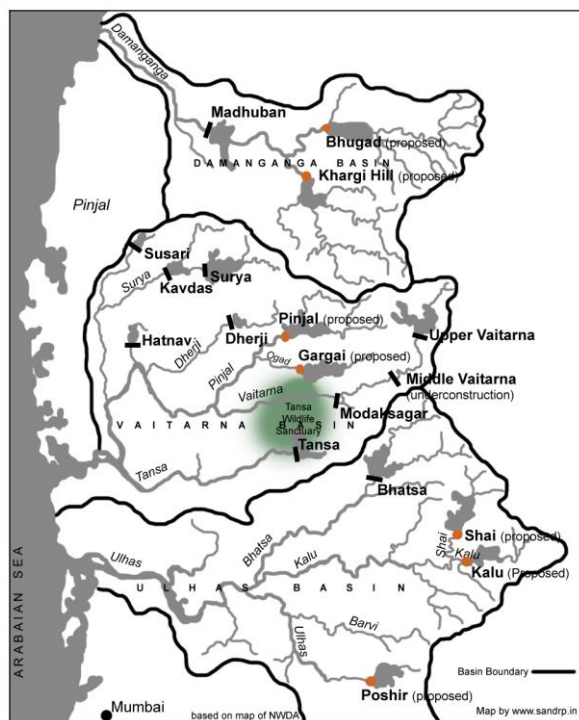 Damanganga
Madhuban
Bhugad
(proposed)
DAMANGANGA BASIN
Khargi Hill (proposed)
Pinjal
Susari
Surya
Kavdas
Surya
Pinjal (proposed)
Upper Vaitarna
Hatnav
Dherji
Dherji
Pinjal
Ogad
Gargai (proposed)
Middle Vaitarna
(underconstruction)
Vaitarna
Modaksagar
Tansa
Wildlife
Sanctuary
VAITARNA BASIN
Tansa
Tansa
Bhatsa
Bhatsa
Shai
Shai (proposed)
Kalu
Kalu (Proposed)
Ulhas
Kalu
ULHAS BASIN
ARABAIAN SEA
Ulhas
Barvi
Poshir (proposed)
Basin Boundary
Mumbai
based on map of NWDA
Map by www.sandrp.in